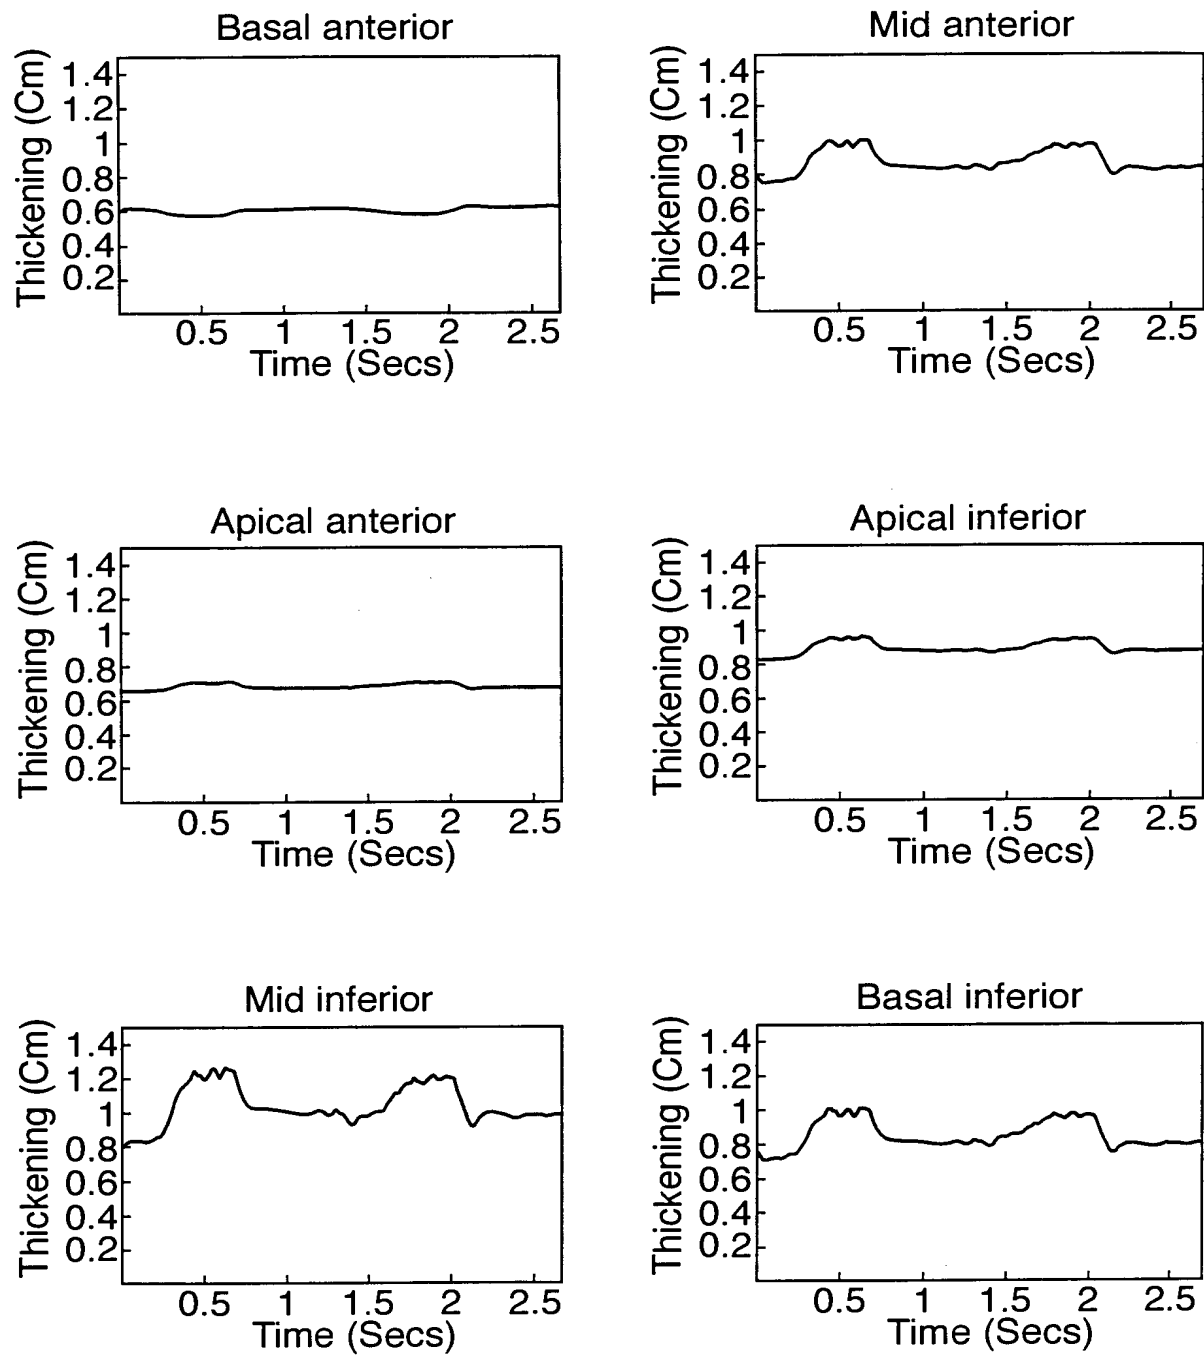 Basal anterior
Thickening (Cm)
1.4
1.2
1
0.8
0.6
0.4
0.2
0.5 1 1.5 2 2.5
Time (Secs)
Mid anterior
Thickening (Cm)
1.4
1.2
1
0.8
0.6
0.4
0.2
0.5 1 1.5 2 2.5
Time (Secs)
Apical anterior
Thickening (Cm)
1.4
1.2
1
0.8
0.6
0.4
0.2
0.5 1 1.5 2 2.5
Time (Secs)
Apical inferior
Thickening (Cm)
1.4
1.2
1
0.8
0.6
0.4
0.2
0.5 1 1.5 2 2.5
Time (Secs)
Mid inferior
Thickening (Cm)
1.4
1.2
1
0.8
0.6
0.4
0.2
0.5 1 1.5 2 2.5
Time (Secs)
Basal inferior
Thickening (Cm)
1.4
1.2
1
0.8
0.6
0.4
0.2
0.5 1 1.5 2 2.5
Time (Secs)